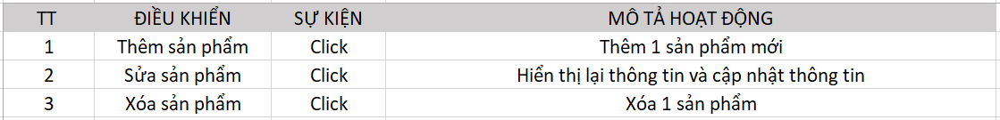 TT ĐIỀU KHIỂN SỰ KIỆN MÔ TẢ HOẠT ĐỘNG
1 Thêm sản phẩm Click Thêm 1 sản phẩm mới
2 Sửa sản phẩm Click Hiển thị lại thông tin và cập nhật thông tin
3 Xóa sản phẩm Click Xóa 1 sản phẩm